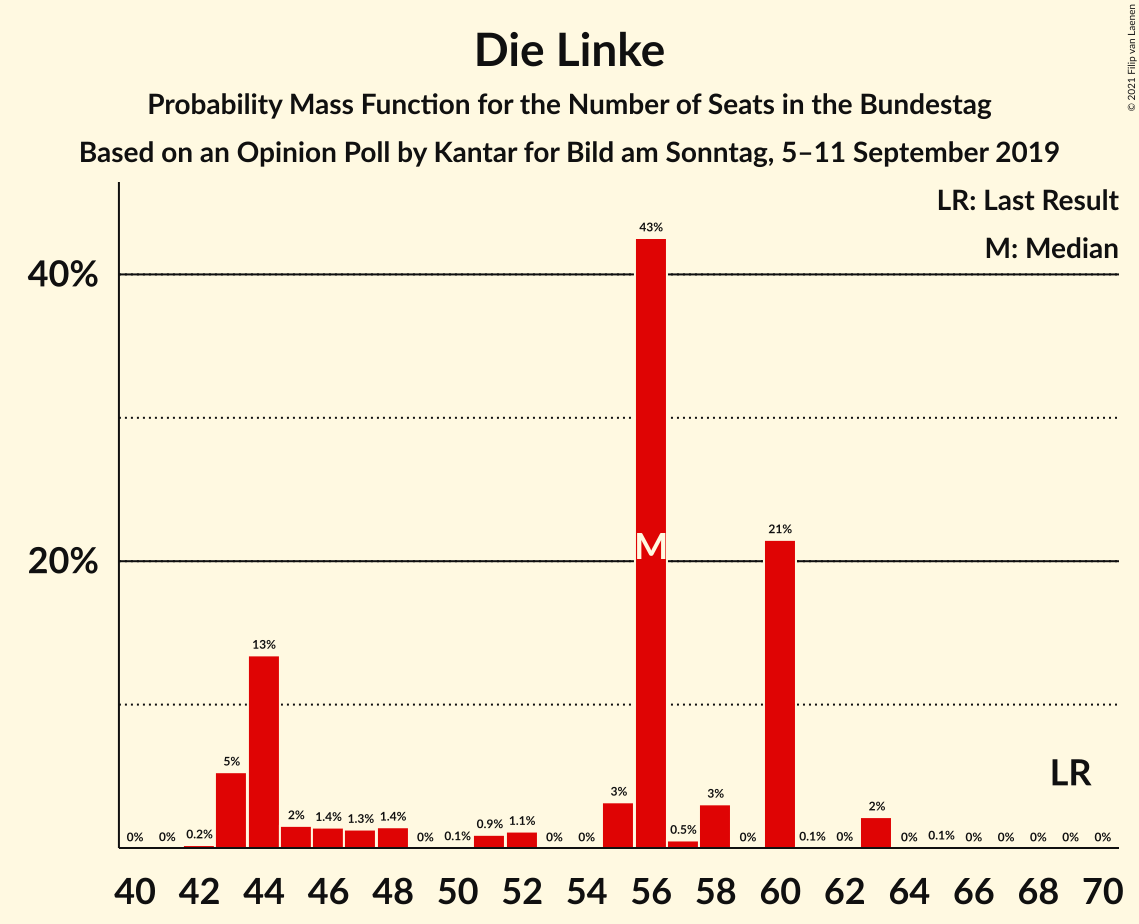 Die Linke
Probability Mass Function for the Number of Seats in the Bundestag
Based on an Opinion Poll by Kantar for Bild am Sonntag, 5–11 September 2019
© 2021 Filip van Laenen
LR: Last Result
M: Median
40%
20%
0% 0% 0.2% 5% 13% 2% 1.4% 1.3% 1.4% 0% 0.1% 0.9% 1.1% 0% 0% 3% 43% 0.5% 3% 0% 21% 0.1% 0% 2% 0% 0.1% 0% 0% 0% 0% 0%
M
LR
40 42 44 46 48 50 52 54 56 58 60 62 64 66 68 70